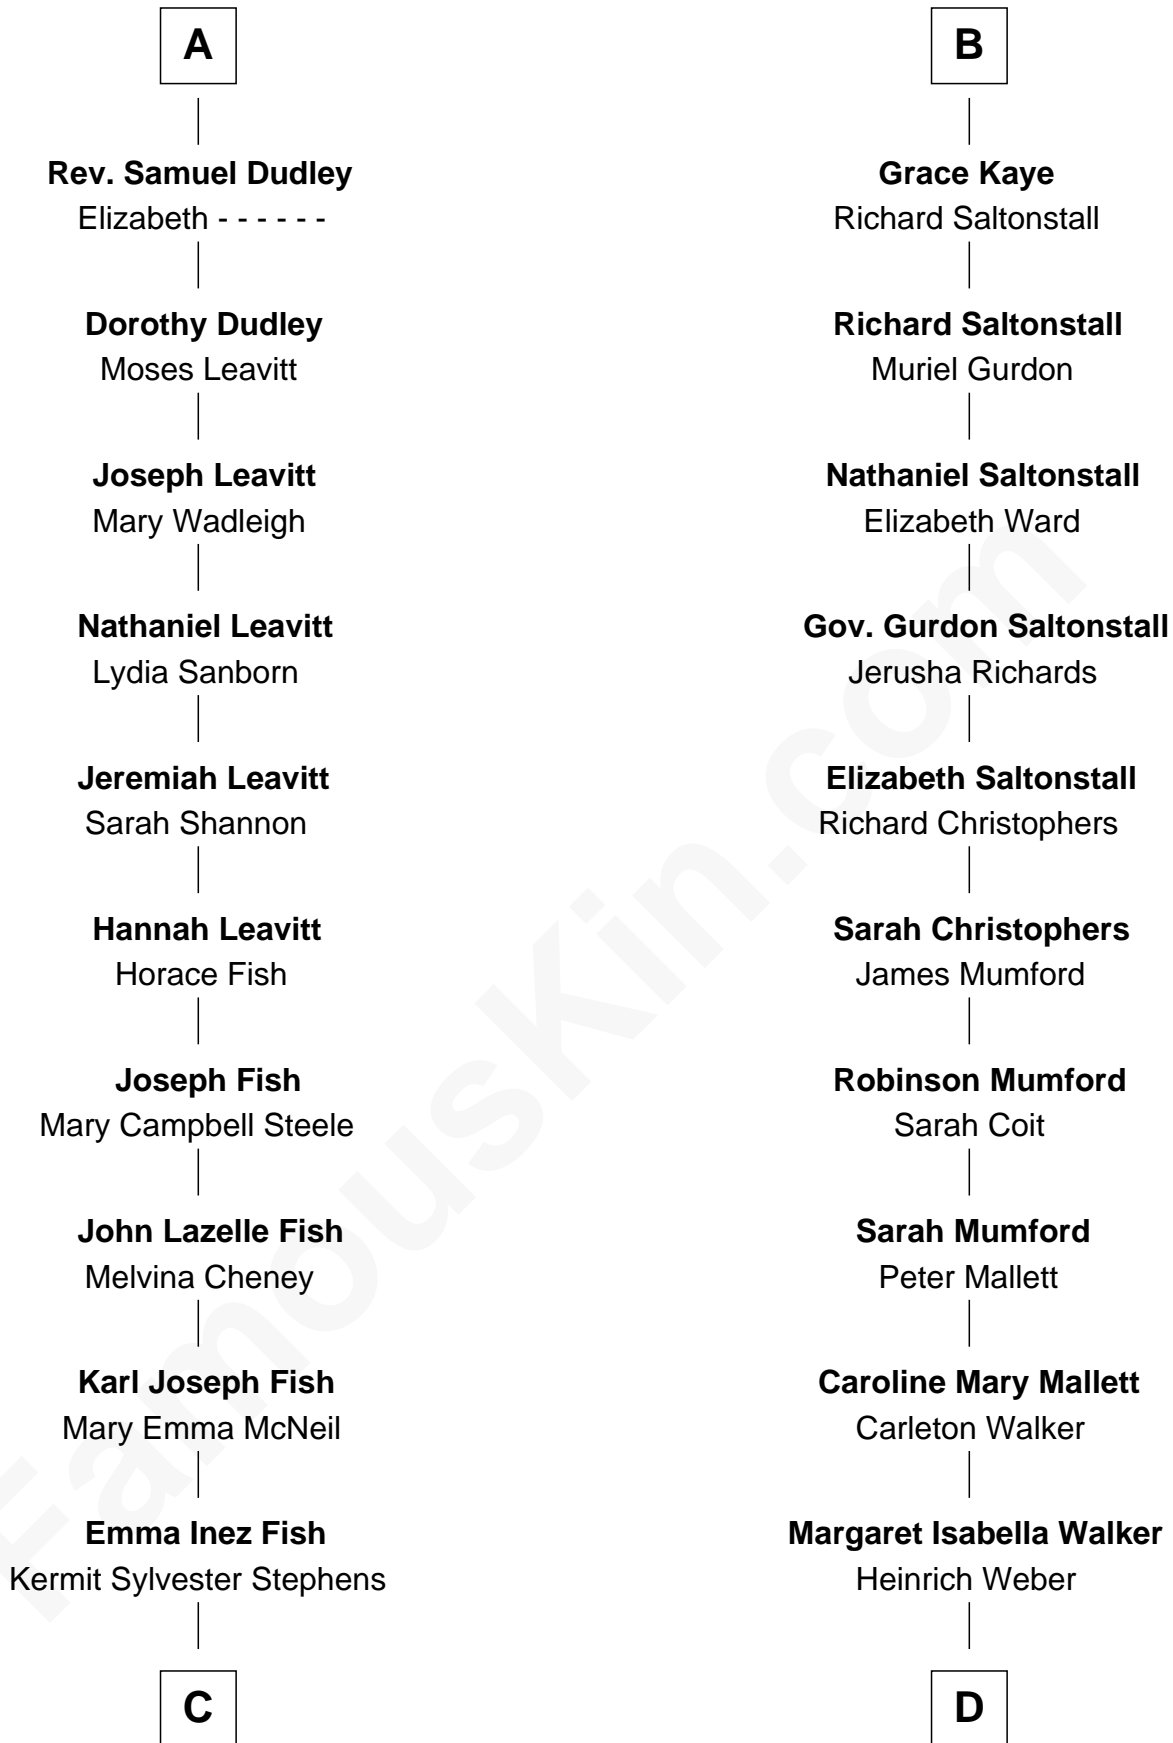 A
Rev. Samuel Dudley
Elizabeth - - - - - -
Dorothy Dudley
Moses Leavitt
Joseph Leavitt
Mary Wadleigh
Nathaniel Leavitt
Lydia Sanborn
Jeremiah Leavitt
Sarah Shannon
Hannah Leavitt
Horace Fish
Joseph Fish
Mary Campbell Steele
John Lazelle Fish
Melvina Cheney
Karl Joseph Fish
Mary Emma McNeil
Emma Inez Fish
Kermit Sylvester Stephens
C
B
Grace Kaye
Richard Saltonstall
Richard Saltonstall
Muriel Gurdon
Nathaniel Saltonstall
Elizabeth Ward
Gov. Gurdon Saltonstall
Jerusha Richards
Elizabeth Saltonstall
Richard Christophers
Sarah Christophers
James Mumford
Robinson Mumford
Sarah Coit
Sarah Mumford
Peter Mallett
Caroline Mary Mallett
Carleton Walker
Margaret Isabella Walker
Heinrich Weber
D
FamousKin.com